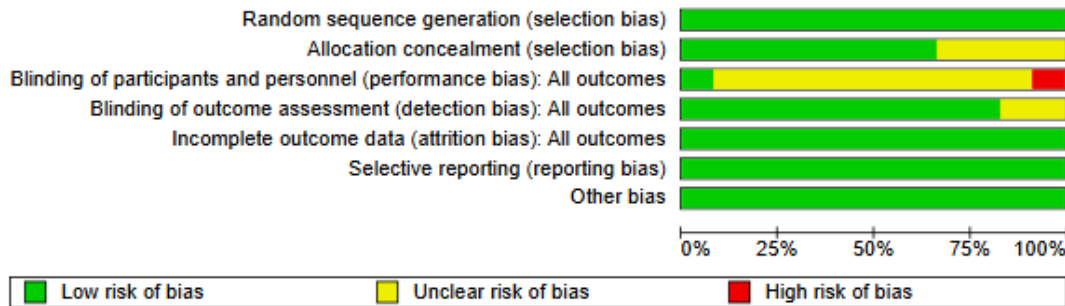 Random sequence generation (selection bias)
Allocation concealment (selection bias)
Blinding of participants and personnel (performance bias): All outcomes
Blinding of outcome assessment (detection bias): All outcomes
Incomplete outcome data (attrition bias): All outcomes
Selective reporting (reporting bias)
Other bias
0% 25% 50% 75% 100%
Low risk of bias Unclear risk of bias High risk of bias